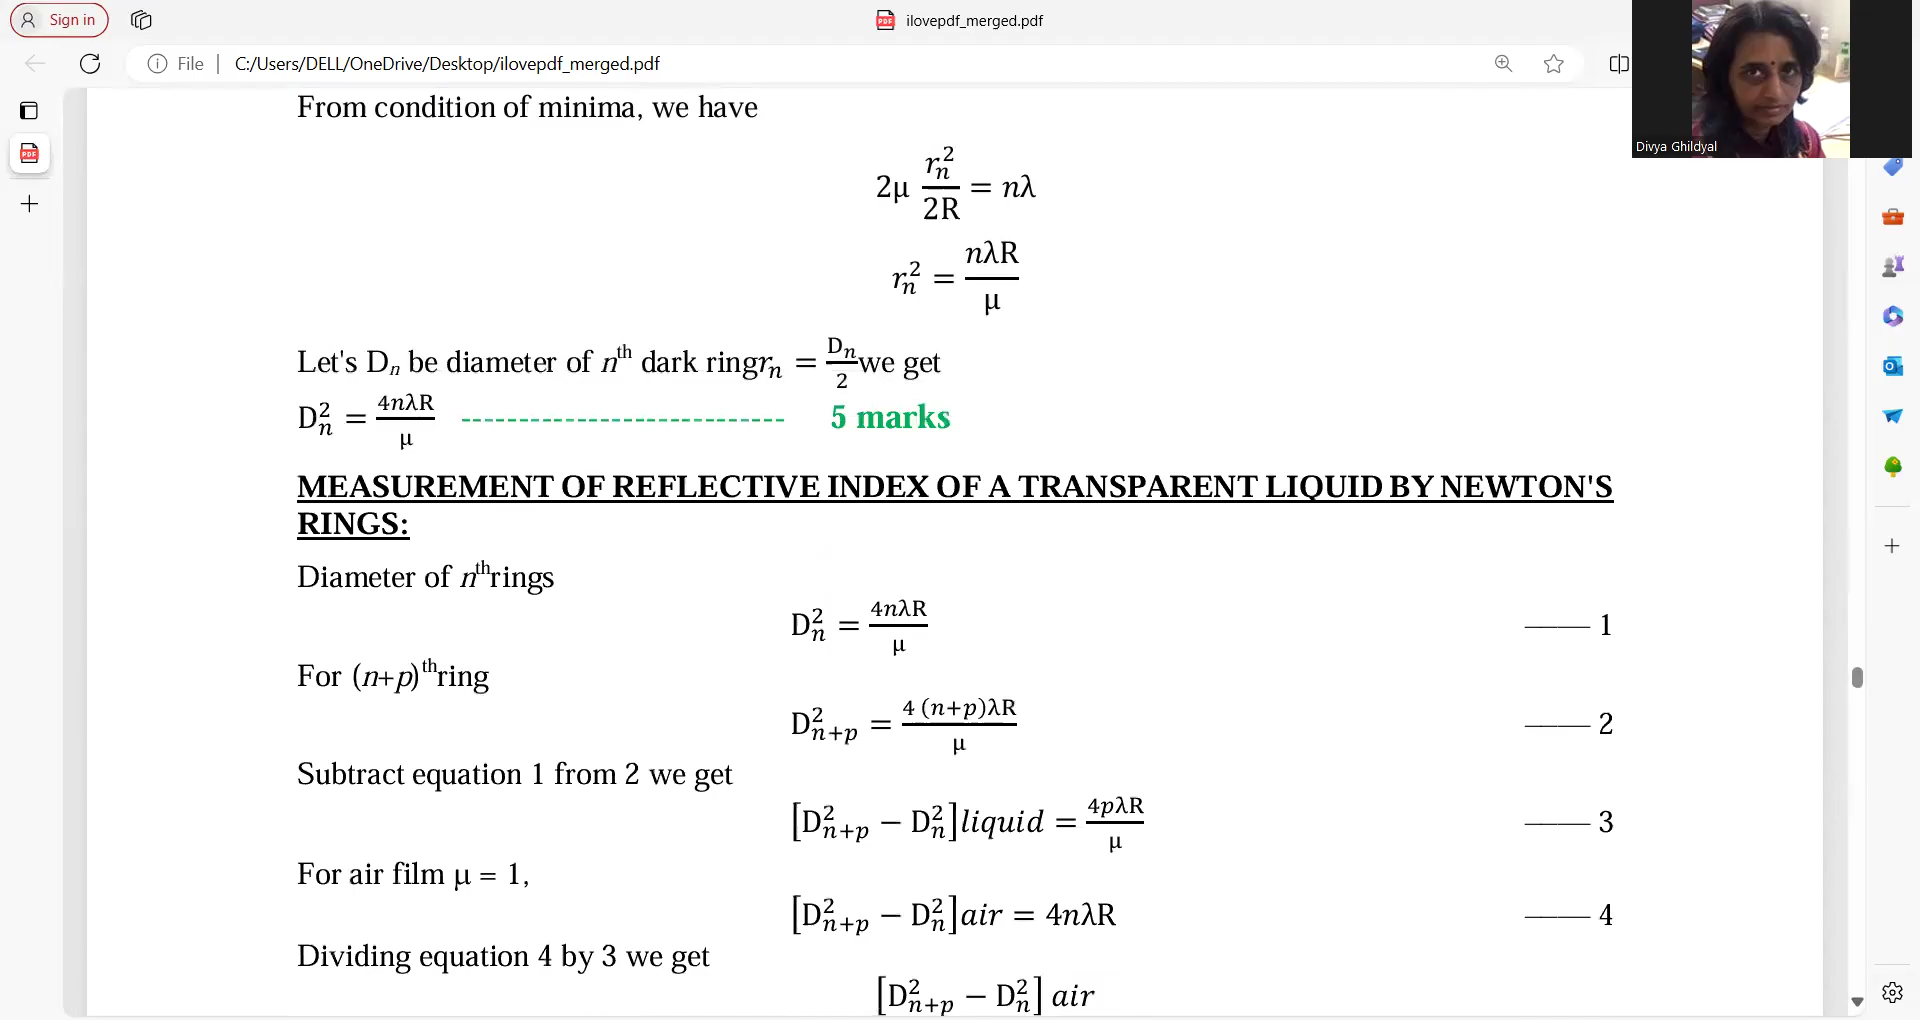 Sign in
ilovepdf_merged.pdf
File | C:/Users/DELL/OneDrive/Desktop/ilovepdf_merged.pdf
Divya Ghildyal
From condition of minima, we have
2μ r_n^2/2R = nλ
r_n^2 = nλR/μ
Let's D_n be diameter of n^th dark ringr_n = D_n/2 we get
D_n^2 = 4nλR/μ -------------------------- 5 marks
MEASUREMENT OF REFLECTIVE INDEX OF A TRANSPARENT LIQUID BY NEWTON'S
RINGS:
Diameter of n^th rings
D_n^2 = 4nλR/μ —— 1
For (n+p)^th ring
D_{n+p}^2 = 4 (n+p)λR/μ —— 2
Subtract equation 1 from 2 we get
[D_{n+p}^2 − D_n^2]liquid = 4pλR/μ —— 3
For air film μ = 1,
[D_{n+p}^2 − D_n^2]air = 4nλR —— 4
Dividing equation 4 by 3 we get
[D_{n+p}^2 − D_n^2] air